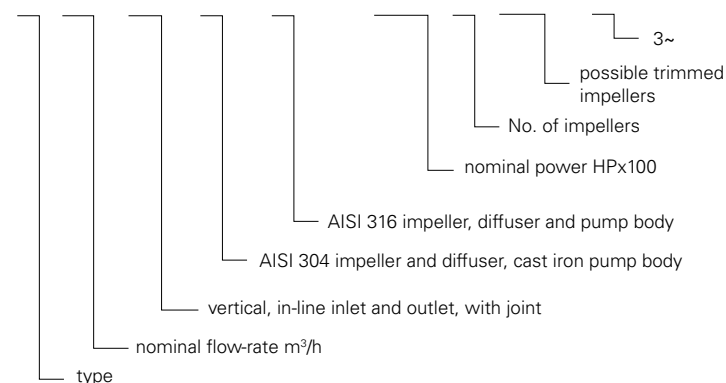 3~
possible trimmed
impellers
No. of impellers
nominal power HPx100
AISI 316 impeller, diffuser and pump body
AISI 304 impeller and diffuser, cast iron pump body
vertical, in-line inlet and outlet, with joint
nominal flow-rate m³/h
type